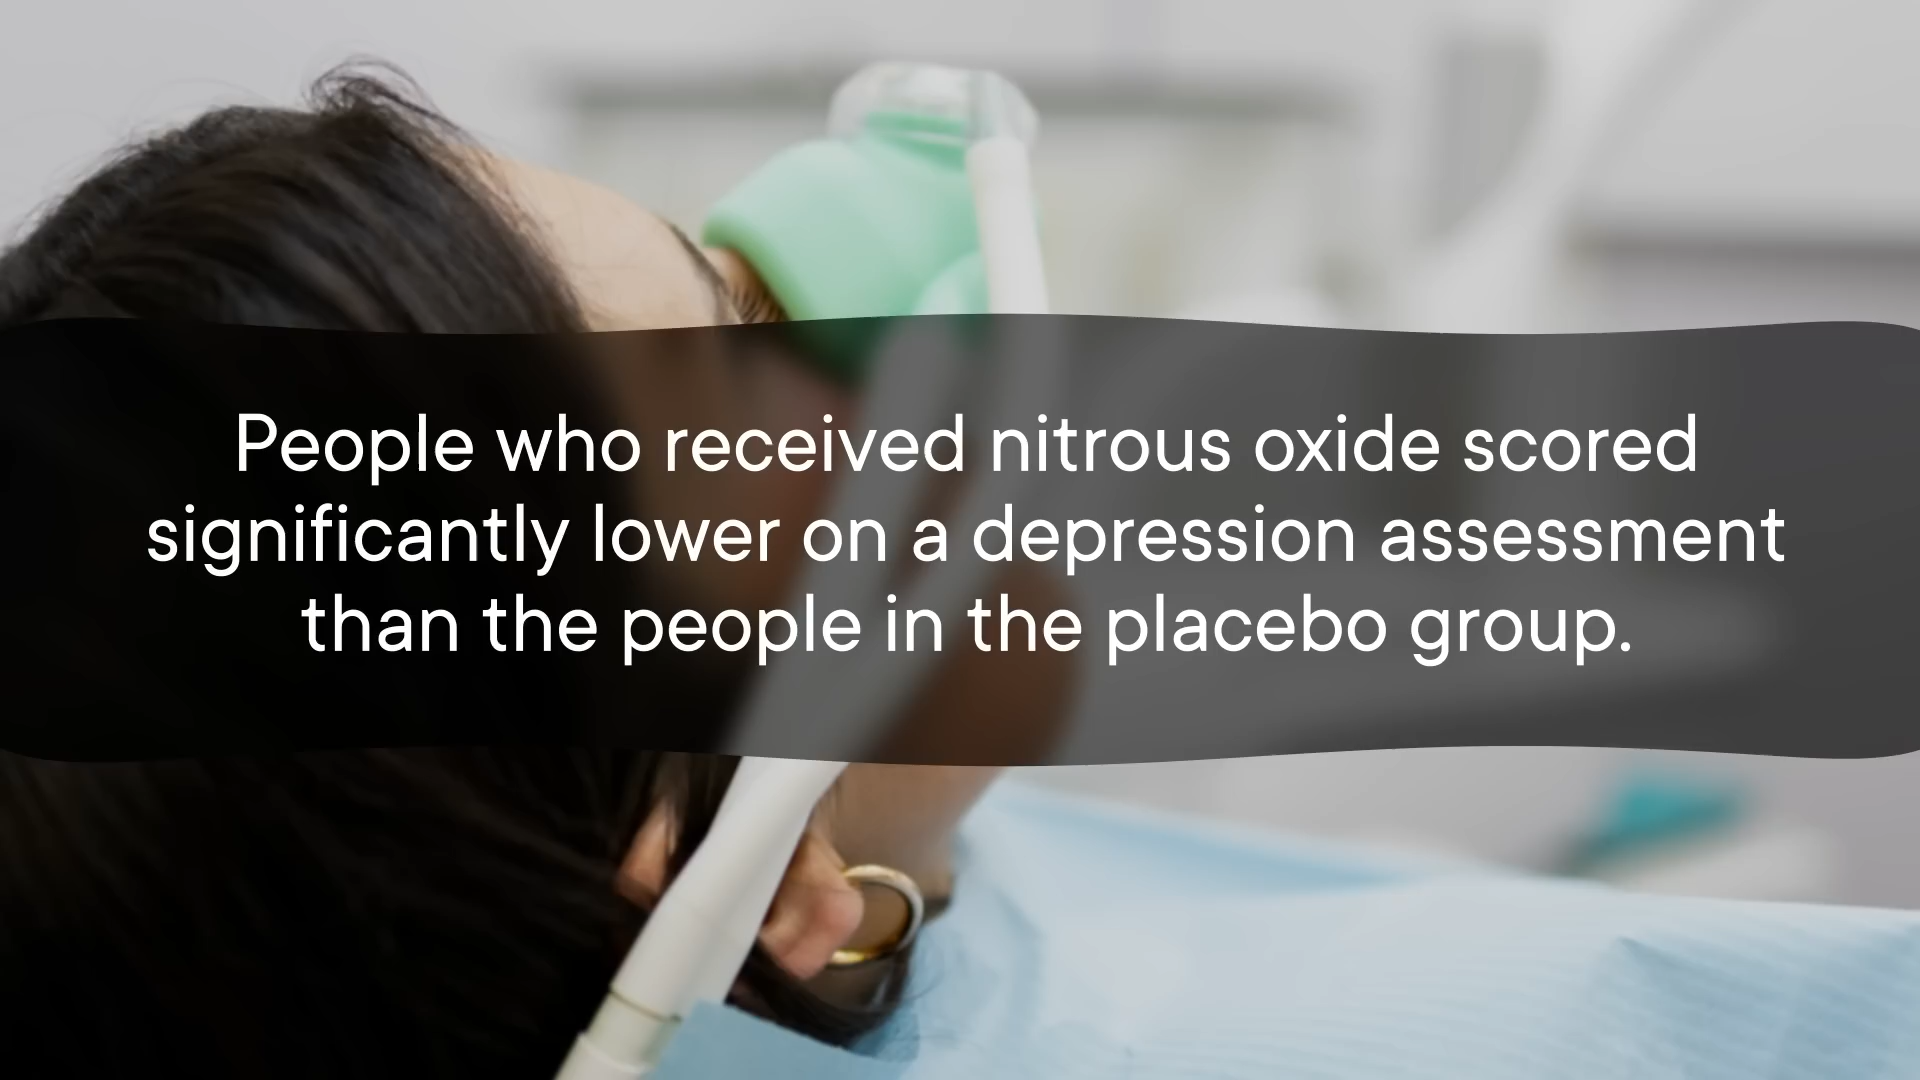 People who received nitrous oxide scored
significantly lower on a depression assessment
than the people in the placebo group.